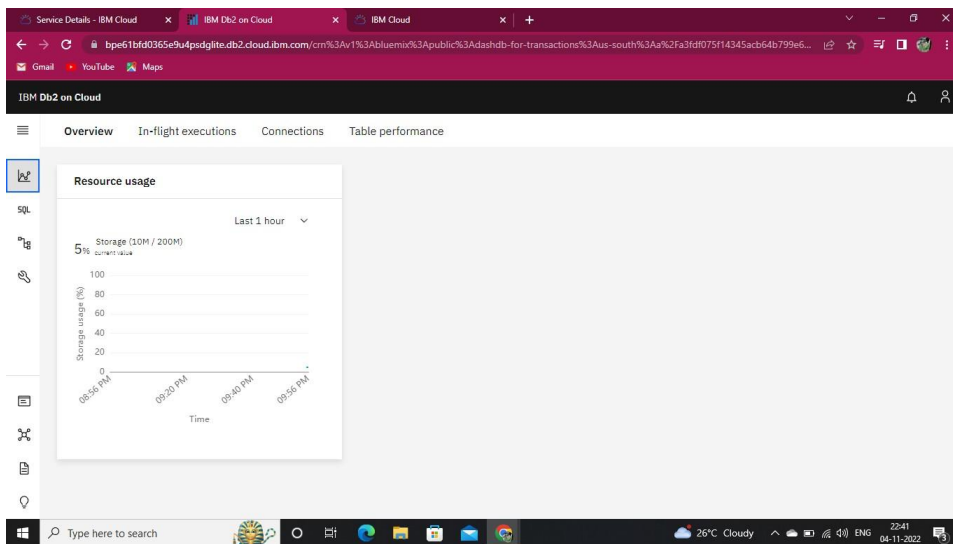 Service Details - IBM Cloud
IBM Db2 on Cloud
IBM Cloud
bpe61bfd0365e9u4psdglite.db2.cloud.ibm.com/crn%3Av1%3Abluemix%3Apublic%3Adashdb-for-transactions%3Aus-south%3Aa%2Fa3fdf075f14345acb64b799e6...
Gmail
YouTube
Maps
IBM Db2 on Cloud
Overview
In-flight executions
Connections
Table performance
SQL
Resource usage
Last 1 hour
5% Storage (10M / 200M)
current value
Storage usage (%)
100
80
60
40
20
0
08:56 PM
09:20 PM
09:40 PM
09:56 PM
Time
Type here to search
26°C Cloudy
ENG
22:41
04-11-2022
3